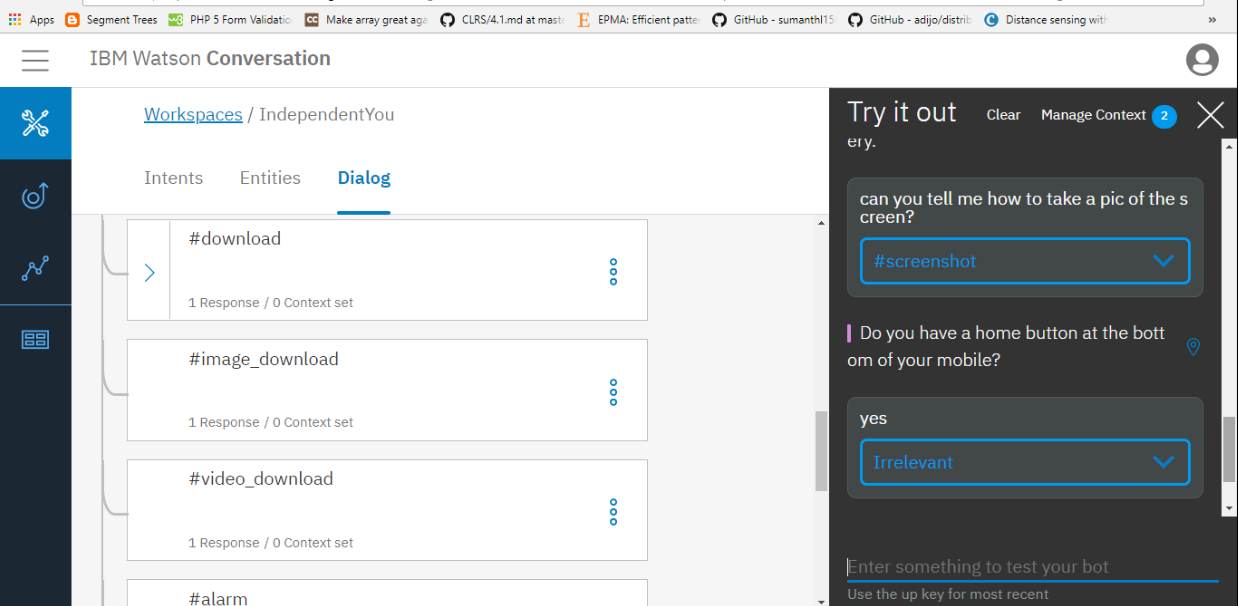 Apps Segment Trees PHP 5 Form Validatio Make array great aga CLRS/4.1.md at maste EPMA: Efficient patte GitHub - sumanthl15 GitHub - adijo/distrib Distance sensing with »
IBM Watson Conversation
Workspaces / IndependentYou
Intents Entities Dialog
#download
1 Response / 0 Context set
#image_download
1 Response / 0 Context set
#video_download
1 Response / 0 Context set
#alarm
Try it out Clear Manage Context 2
ery.
can you tell me how to take a pic of the s
creen?
#screenshot
Do you have a home button at the bott
om of your mobile?
yes
Irrelevant
Enter something to test your bot
Use the up key for most recent